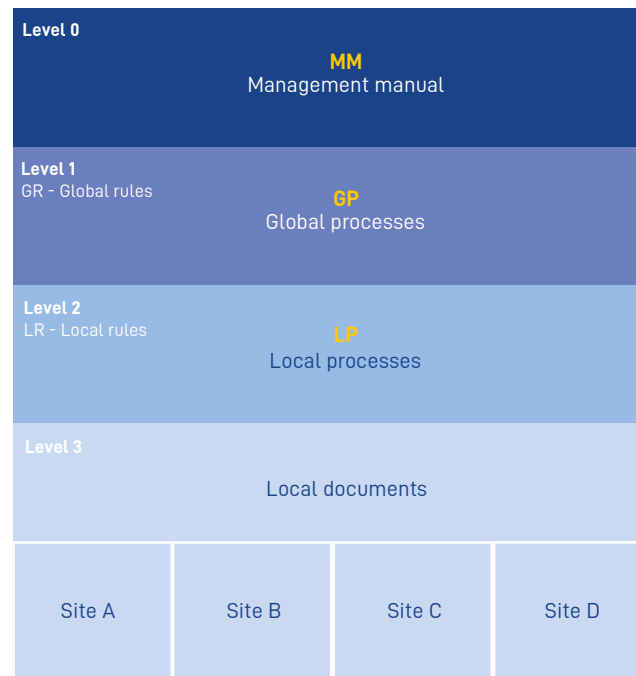 Level 0
MM
Management manual
Level 1
GR - Global rules
GP
Global processes
Level 2
LR - Local rules
LP
Local processes
Level 3
Local documents
Site A
Site B
Site C
Site D